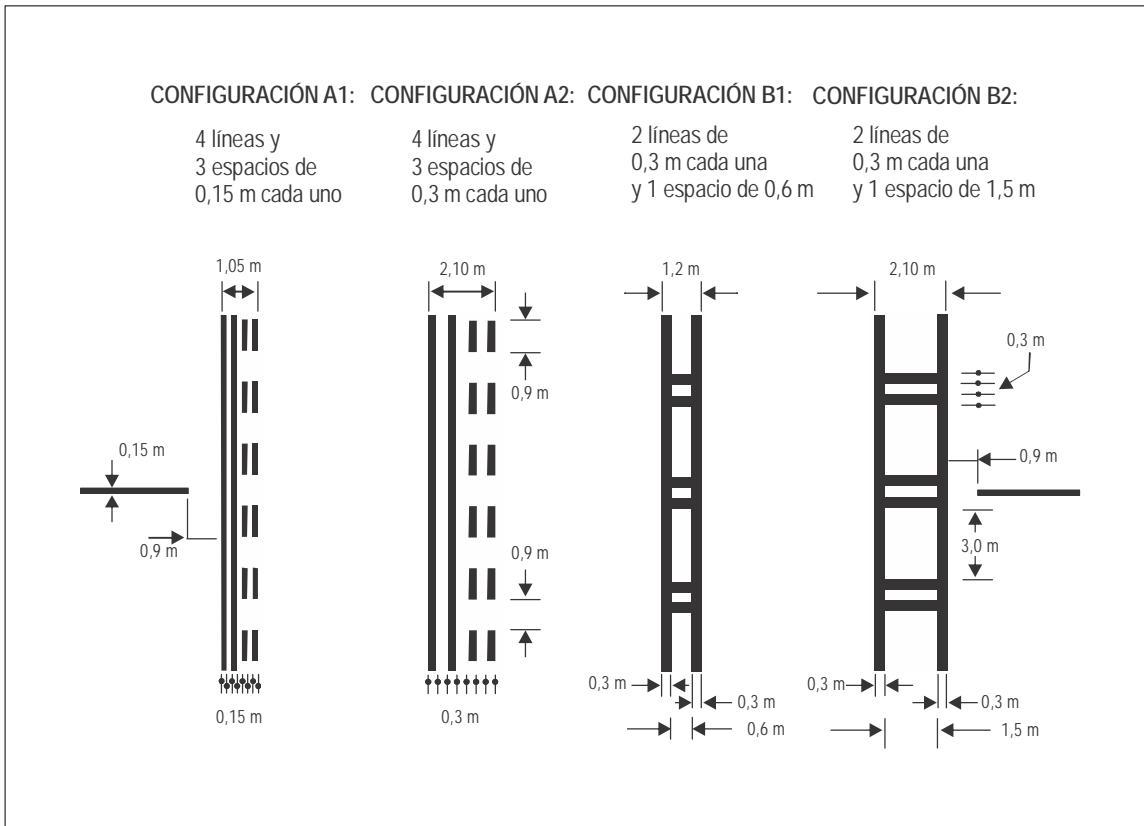 CONFIGURACIÓN A1:
4 líneas y
3 espacios de
0,15 m cada uno
CONFIGURACIÓN A2:
4 líneas y
3 espacios de
0,3 m cada uno
CONFIGURACIÓN B1:
2 líneas de
0,3 m cada una
y 1 espacio de 0,6 m
CONFIGURACIÓN B2:
2 líneas de
0,3 m cada una
y 1 espacio de 1,5 m
1,05 m
2,10 m
1,2 m
2,10 m
0,3 m
0,9 m
0,15 m
0,9 m
0,9 m
0,9 m
3,0 m
0,3 m
0,3 m
0,3 m
0,3 m
0,15 m
0,3 m
0,6 m
1,5 m